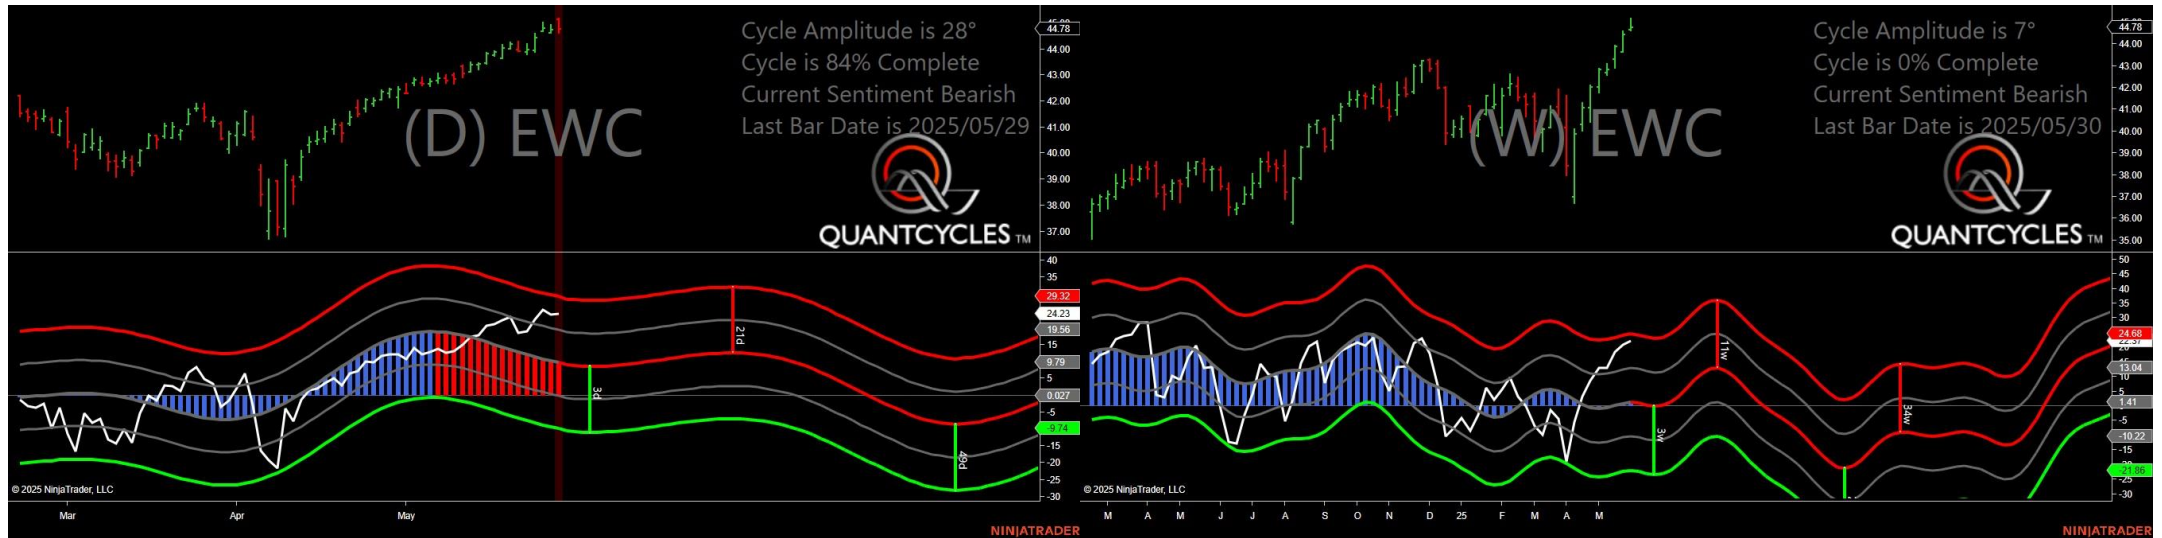 Cycle Amplitude is 28°
Cycle is 84% Complete
Current Sentiment Bearish
Last Bar Date is 2025/05/29
(D) EWC
QUANTCYCLES TM
44.78
44.00
43.00
42.00
41.00
40.00
39.00
38.00
37.00
40
35
29.32
24.23
19.56
15
9.79
5
0.027
-5
-9.74
-15
-20
-25
-30
3d
21d
49d
© 2025 NinjaTrader, LLC
Mar
Apr
May
NINJATRADER
Cycle Amplitude is 7°
Cycle is 0% Complete
Current Sentiment Bearish
Last Bar Date is 2025/05/30
(W) EWC
QUANTCYCLES TM
44.78
44.00
43.00
42.00
41.00
40.00
39.00
38.00
37.00
36.00
35.00
50
45
40
35
30
24.68
22.37
13.04
10
5
1.41
-5
-10.22
-15
-21.86
-25
-30
3w
11w
34w
© 2025 NinjaTrader, LLC
M
A
M
J
J
A
S
O
N
D
25
F
M
A
M
NINJATRADER